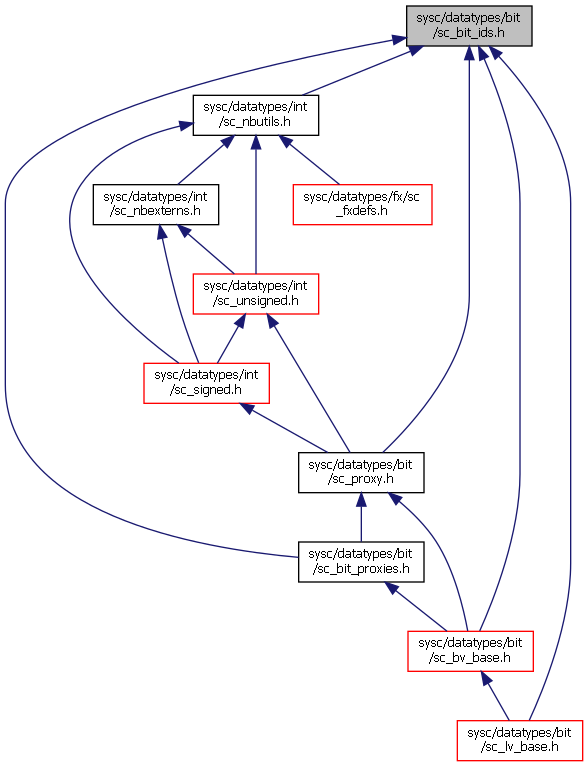 sysc/datatypes/bit
/sc_bit_ids.h
sysc/datatypes/int
/sc_nbutils.h
sysc/datatypes/int
/sc_nbexterns.h
sysc/datatypes/fx/sc
_fxdefs.h
sysc/datatypes/int
/sc_unsigned.h
sysc/datatypes/int
/sc_signed.h
sysc/datatypes/bit
/sc_proxy.h
sysc/datatypes/bit
/sc_bit_proxies.h
sysc/datatypes/bit
/sc_bv_base.h
sysc/datatypes/bit
/sc_lv_base.h